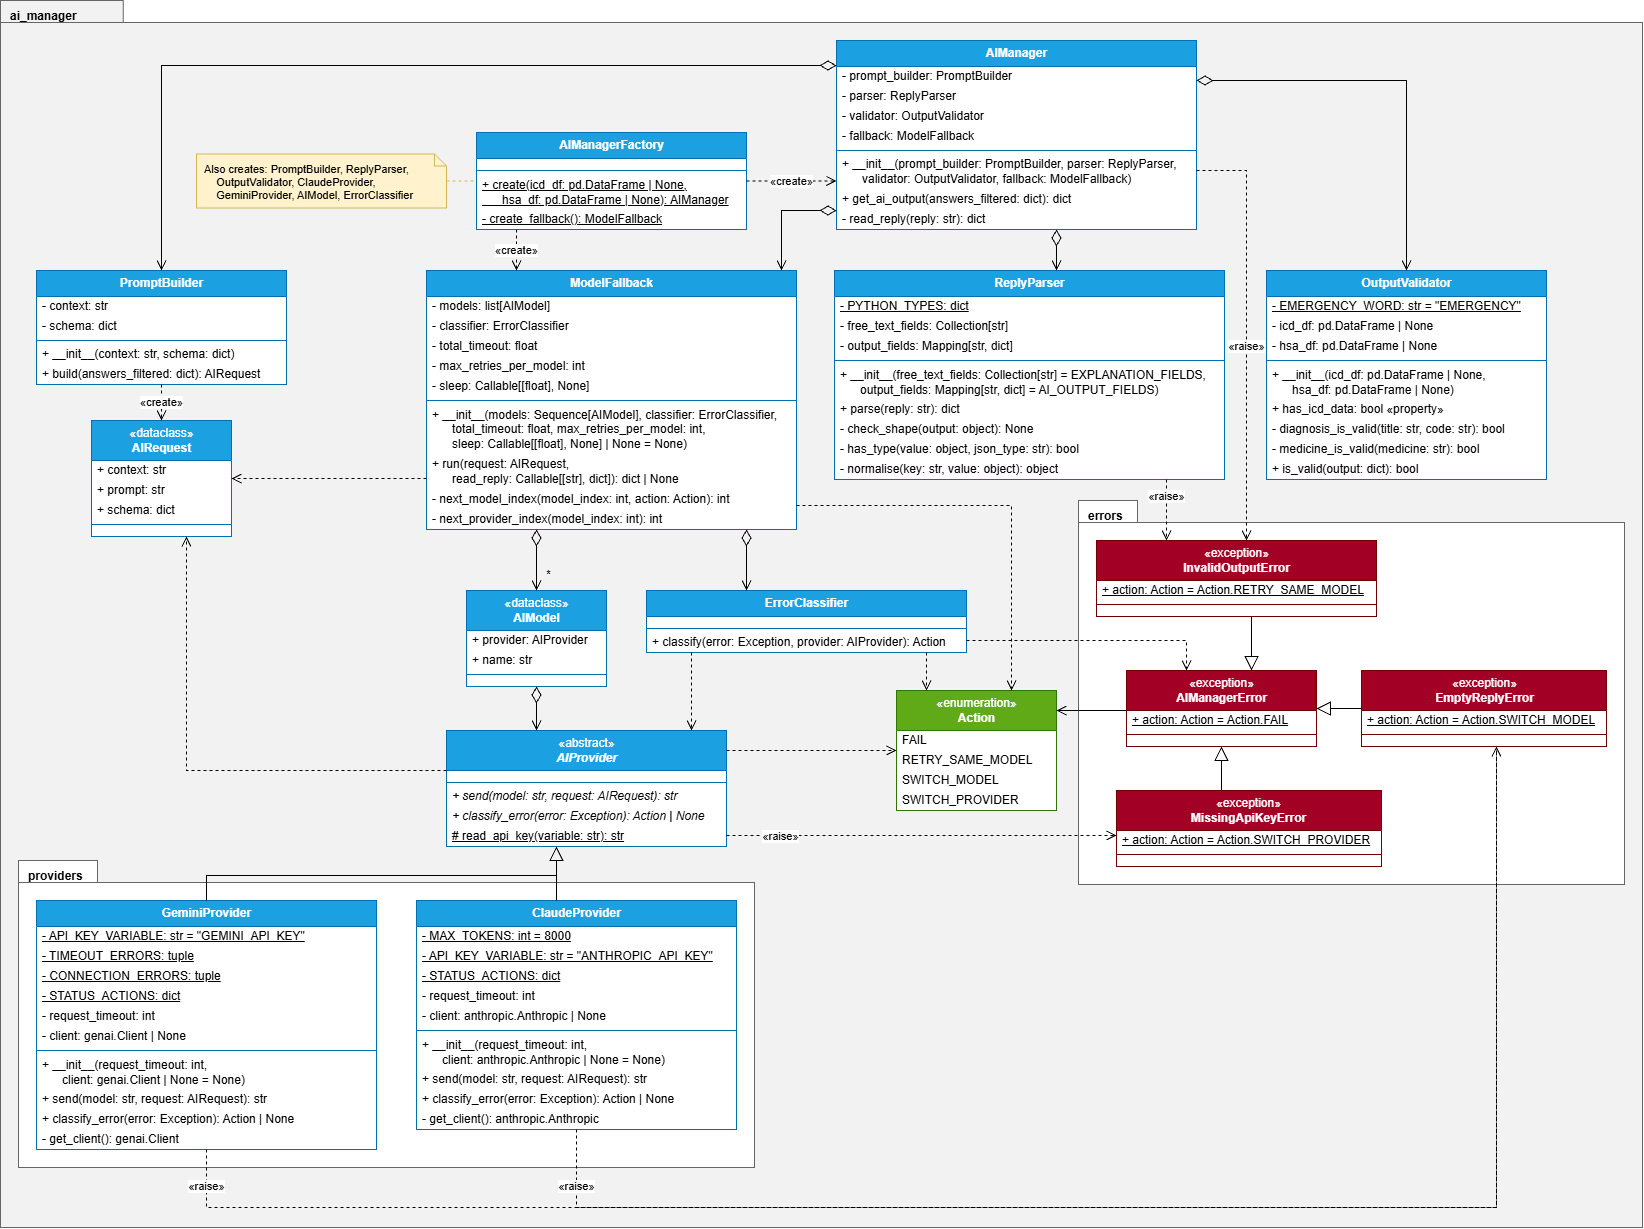 ai_manager
AIManager
- prompt_builder: PromptBuilder
- parser: ReplyParser
- validator: OutputValidator
- fallback: ModelFallback
+ __init__(prompt_builder: PromptBuilder, parser: ReplyParser,
validator: OutputValidator, fallback: ModelFallback)
+ get_ai_output(answers_filtered: dict): dict
- read_reply(reply: str): dict
AIManagerFactory
+ create(icd_df: pd.DataFrame | None,
hsa_df: pd.DataFrame | None): AIManager
- create_fallback(): ModelFallback
Also creates: PromptBuilder, ReplyParser,
OutputValidator, ClaudeProvider,
GeminiProvider, AIModel, ErrorClassifier
«create»
«create»
PromptBuilder
- context: str
- schema: dict
+ __init__(context: str, schema: dict)
+ build(answers_filtered: dict): AIRequest
«create»
«dataclass»
AIRequest
+ context: str
+ prompt: str
+ schema: dict
ModelFallback
- models: list[AIModel]
- classifier: ErrorClassifier
- total_timeout: float
- max_retries_per_model: int
- sleep: Callable[[float], None]
+ __init__(models: Sequence[AIModel], classifier: ErrorClassifier,
total_timeout: float, max_retries_per_model: int,
sleep: Callable[[float], None] | None = None)
+ run(request: AIRequest,
read_reply: Callable[[str], dict]): dict | None
- next_model_index(model_index: int, action: Action): int
- next_provider_index(model_index: int): int
ReplyParser
- PYTHON_TYPES: dict
- free_text_fields: Collection[str]
- output_fields: Mapping[str, dict]
+ __init__(free_text_fields: Collection[str] = EXPLANATION_FIELDS,
output_fields: Mapping[str, dict] = AI_OUTPUT_FIELDS)
+ parse(reply: str): dict
- check_shape(output: object): None
- has_type(value: object, json_type: str): bool
- normalise(key: str, value: object): object
«raise»
«raise»
OutputValidator
- EMERGENCY_WORD: str = "EMERGENCY"
- icd_df: pd.DataFrame | None
- hsa_df: pd.DataFrame | None
+ __init__(icd_df: pd.DataFrame | None,
hsa_df: pd.DataFrame | None)
+ has_icd_data: bool «property»
- diagnosis_is_valid(title: str, code: str): bool
- medicine_is_valid(medicine: str): bool
+ is_valid(output: dict): bool
errors
«exception»
InvalidOutputError
+ action: Action = Action.RETRY_SAME_MODEL
*
«dataclass»
AIModel
+ provider: AIProvider
+ name: str
ErrorClassifier
+ classify(error: Exception, provider: AIProvider): Action
«exception»
AIManagerError
+ action: Action = Action.FAIL
«exception»
EmptyReplyError
+ action: Action = Action.SWITCH_MODEL
«enumeration»
Action
FAIL
RETRY_SAME_MODEL
SWITCH_MODEL
SWITCH_PROVIDER
«abstract»
AIProvider
+ send(model: str, request: AIRequest): str
+ classify_error(error: Exception): Action | None
# read_api_key(variable: str): str
«raise»
«exception»
MissingApiKeyError
+ action: Action = Action.SWITCH_PROVIDER
providers
GeminiProvider
- API_KEY_VARIABLE: str = "GEMINI_API_KEY"
- TIMEOUT_ERRORS: tuple
- CONNECTION_ERRORS: tuple
- STATUS_ACTIONS: dict
- request_timeout: int
- client: genai.Client | None
+ __init__(request_timeout: int,
client: genai.Client | None = None)
+ send(model: str, request: AIRequest): str
+ classify_error(error: Exception): Action | None
- get_client(): genai.Client
ClaudeProvider
- MAX_TOKENS: int = 8000
- API_KEY_VARIABLE: str = "ANTHROPIC_API_KEY"
- STATUS_ACTIONS: dict
- request_timeout: int
- client: anthropic.Anthropic | None
+ __init__(request_timeout: int,
client: anthropic.Anthropic | None = None)
+ send(model: str, request: AIRequest): str
+ classify_error(error: Exception): Action | None
- get_client(): anthropic.Anthropic
«raise»
«raise»